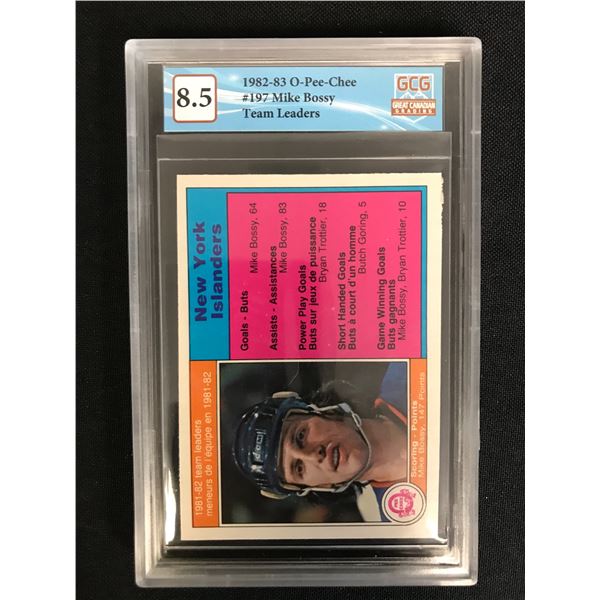 8.5
1982-83 O-Pee-Chee
#197 Mike Bossy
Team Leaders
GCG
GREAT CANADIAN
GRADING
1981-82 team leaders
meneurs de l'équipe en 1981-82
New York
Islanders
Goals - Buts
Mike Bossy, 64
Assists - Assistances
Mike Bossy, 83
Power Play Goals
Buts sur jeux de puissance
Bryan Trottier, 18
Short Handed Goals
Buts à court d'un homme
Butch Goring, 5
Game Winning Goals
Buts gagnants
Mike Bossy, Bryan Trottier, 10
Scoring - Points
Mike Bossy, 147 Points